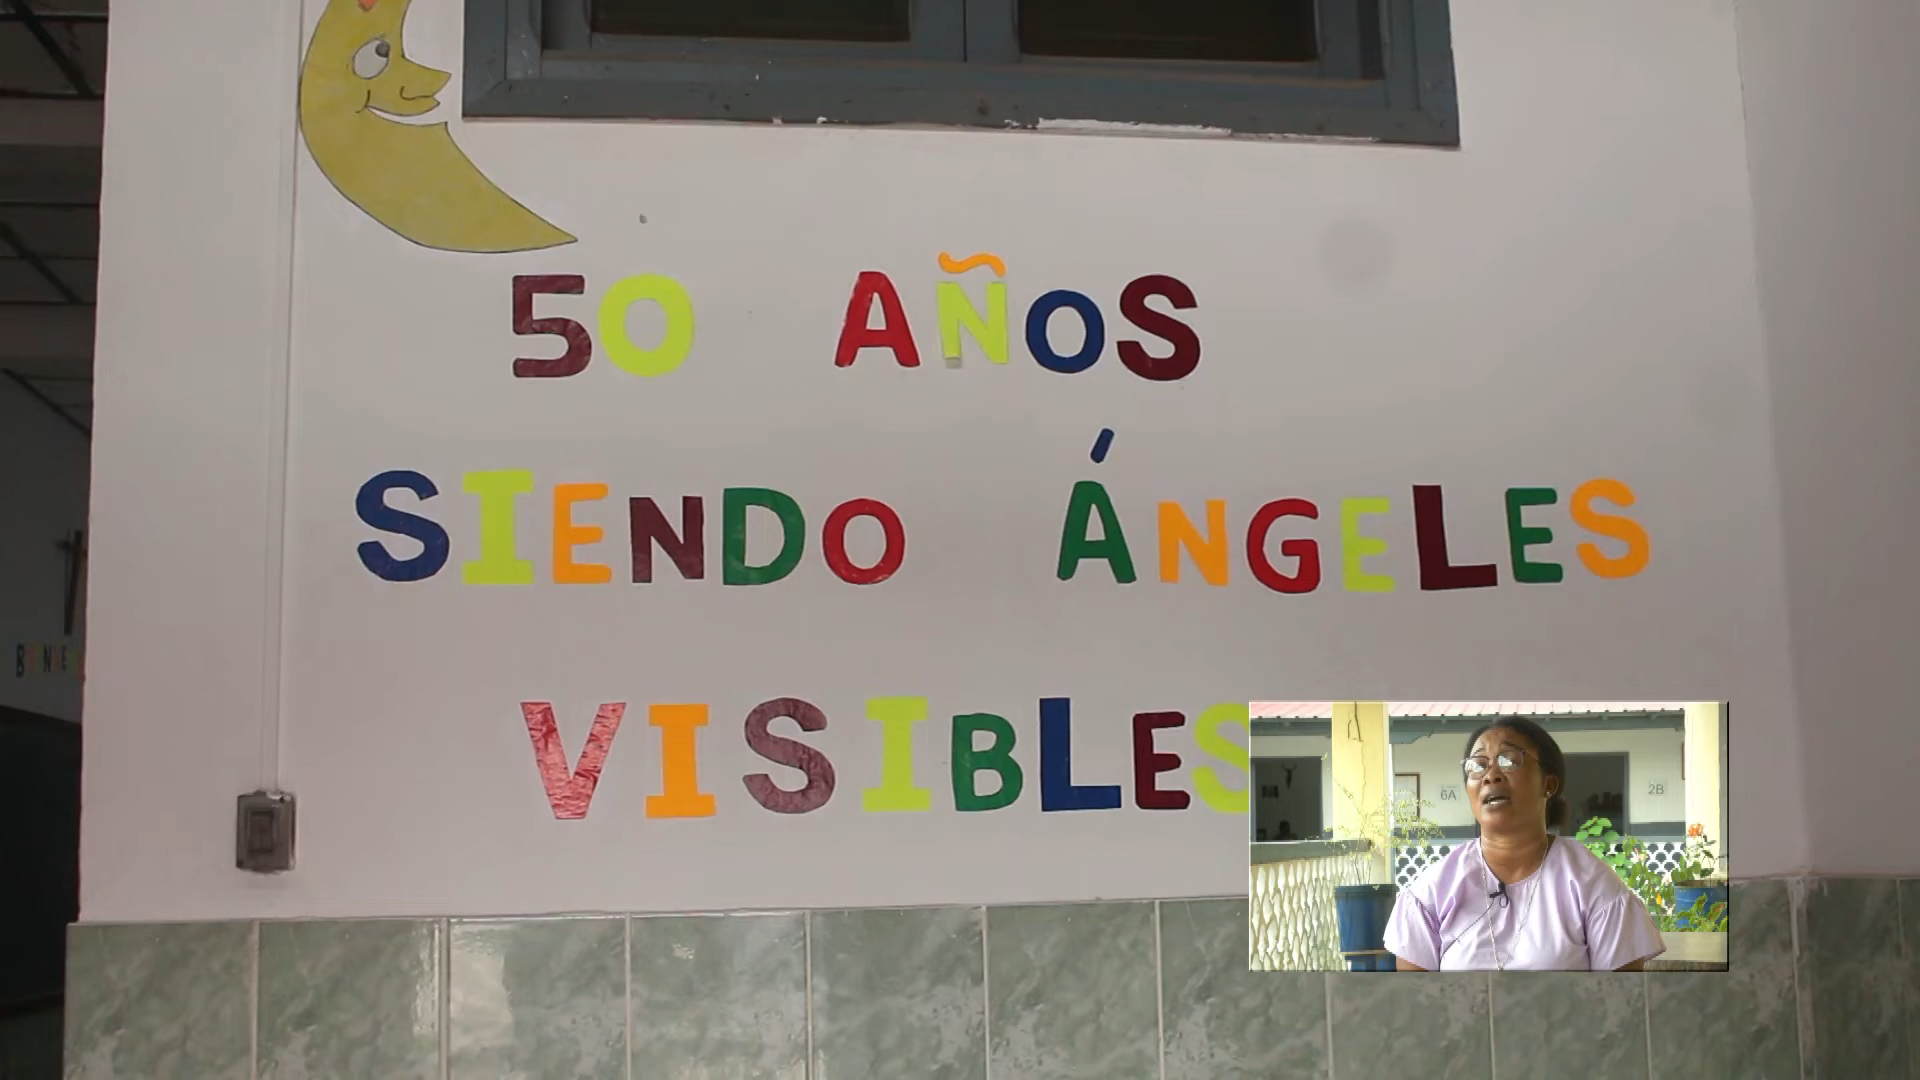 50 AÑOS
SIENDO ÁNGELES
VISIBLES
6A
2B